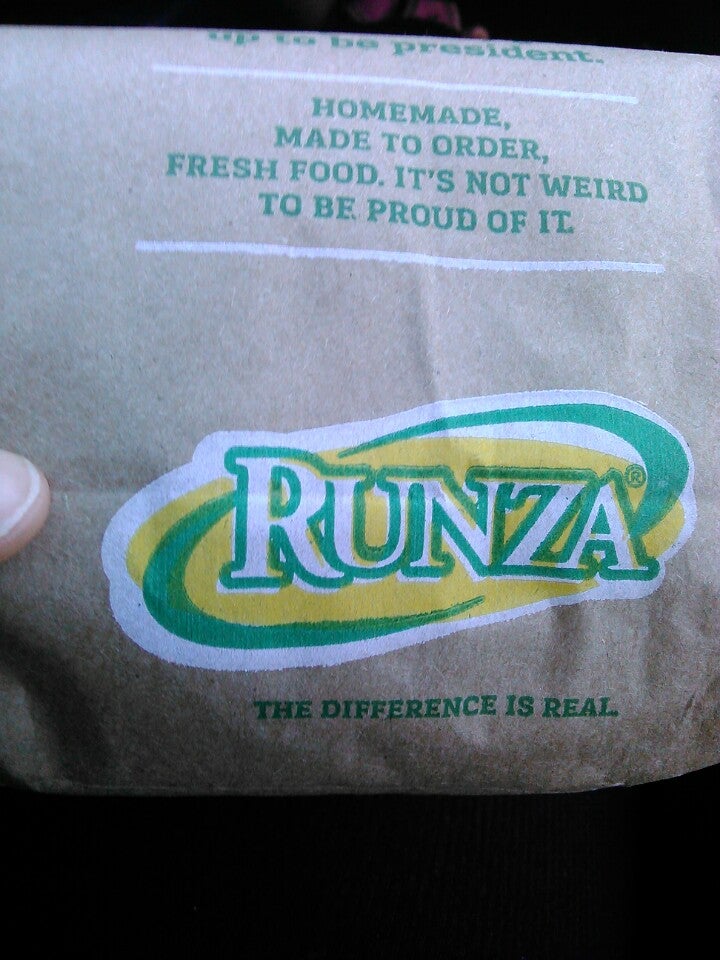 up to be president.
HOMEMADE,
MADE TO ORDER,
FRESH FOOD. IT'S NOT WEIRD
TO BE PROUD OF IT.
RUNZA®
THE DIFFERENCE IS REAL.